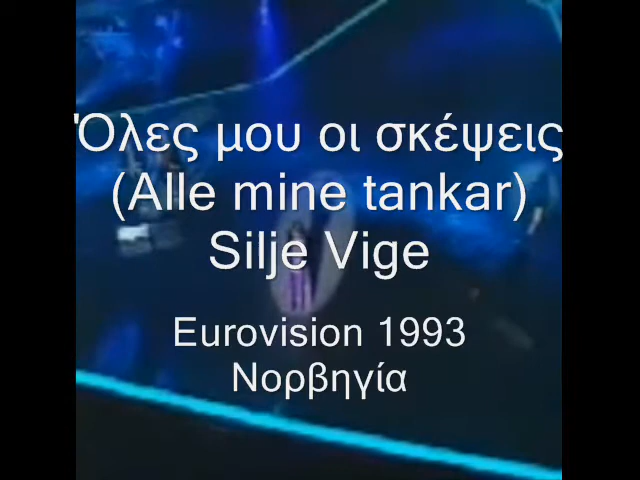 Όλες μου οι σκέψεις
(Alle mine tankar)
Silje Vige
Eurovision 1993
Νορβηγία